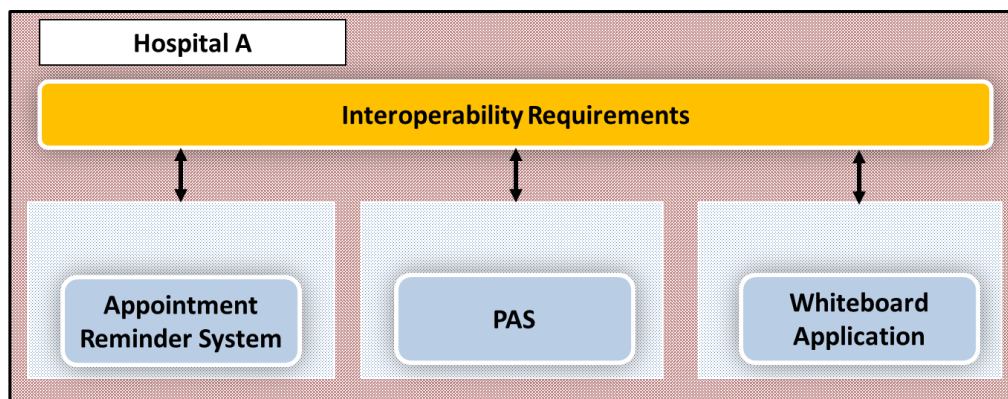 Hospital A
Interoperability Requirements
Appointment
Reminder System
PAS
Whiteboard
Application